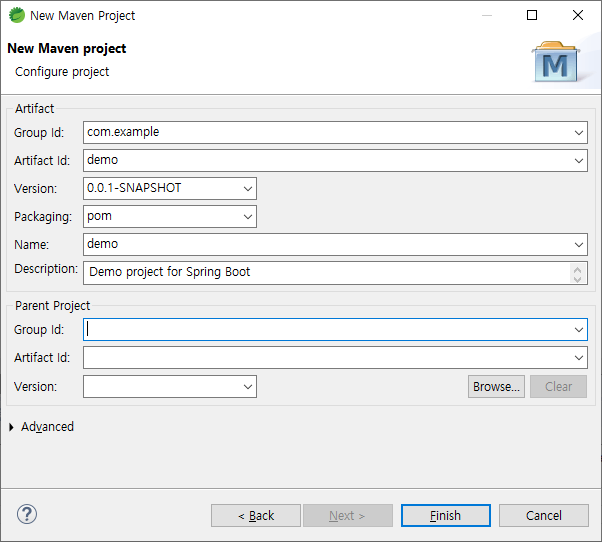 New Maven Project
New Maven project
Configure project
M
Artifact
Group Id: com.example
Artifact Id: demo
Version: 0.0.1-SNAPSHOT
Packaging: pom
Name: demo
Description: Demo project for Spring Boot
Parent Project
Group Id:
Artifact Id:
Version: Browse... Clear
Advanced
? < Back Next > Finish Cancel